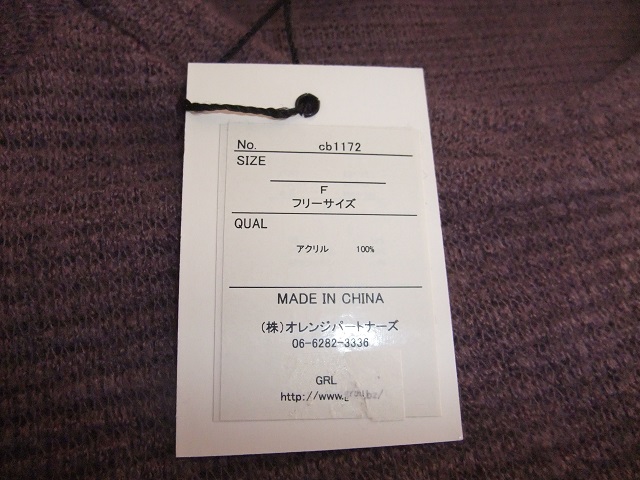 No. cb1172
SIZE
F
フリーサイズ
QUAL
アクリル 100%
MADE IN CHINA
(株)オレンジパートナーズ
06-6282-3336
GRL
http://www.